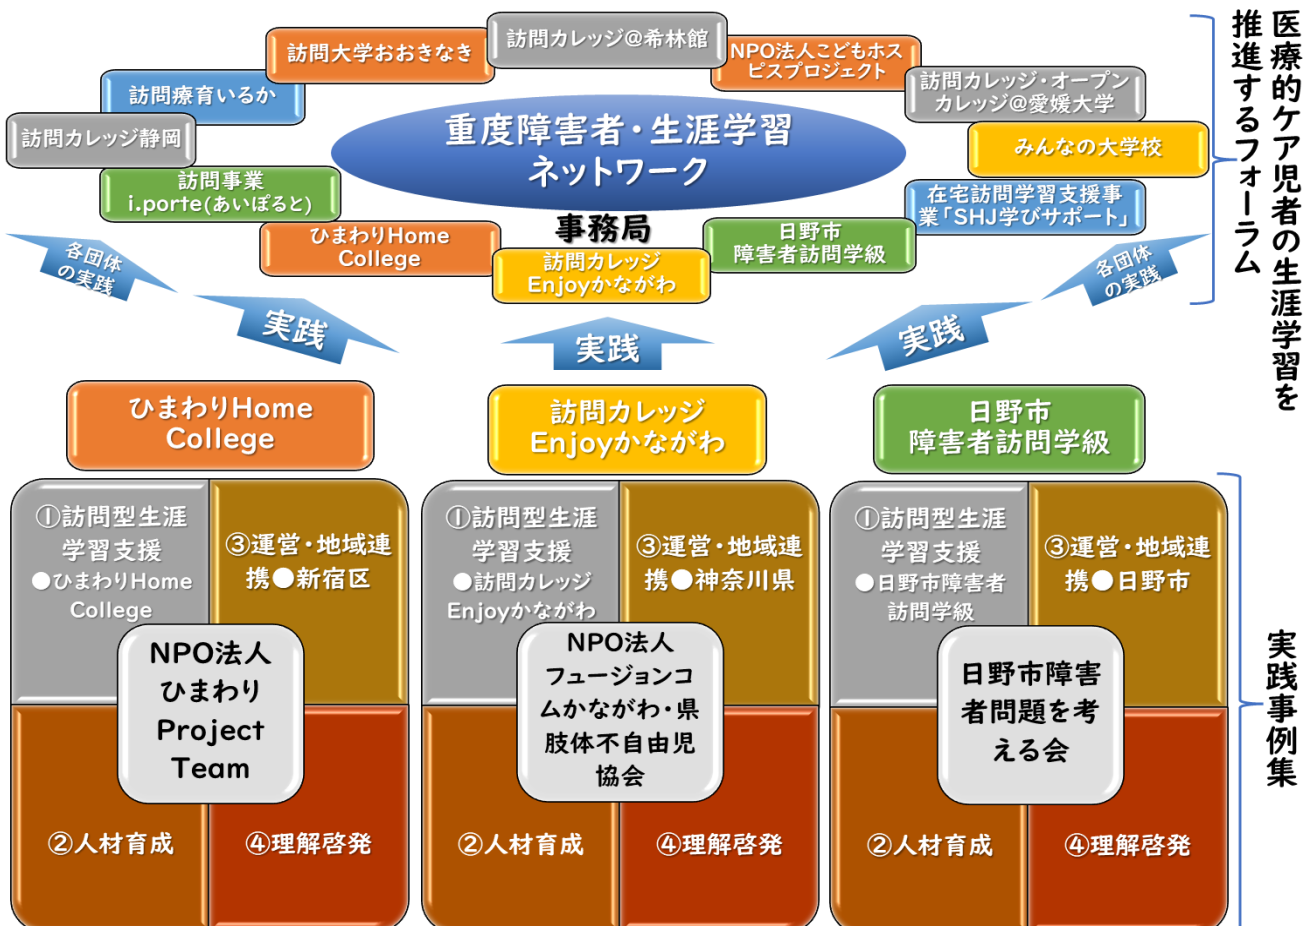 訪問カレッジ@希林館
訪問大学おおきなき
NPO法人こどもホス
ピスプロジェクト
訪問療育いるか
訪問カレッジ・オープン
カレッジ@愛媛大学
訪問カレッジ静岡
みんなの大学校
訪問事業
i.porte(あいぽると)
在宅訪問学習支援事
業「SHJ学びサポート」
ひまわりHome
College
日野市
障害者訪問学級
重度障害者・生涯学習
ネットワーク
事務局
訪問カレッジ
Enjoyかながわ
医療的ケア児者の生涯学習を
推進するフォーラム
各団体
の実践
実践
実践
実践
各団体
の実践
ひまわりHome
College
①訪問型生涯
学習支援
●ひまわりHome
College
③運営・地域連
携●新宿区
NPO法人
ひまわり
Project
Team
②人材育成
④理解啓発
訪問カレッジ
Enjoyかながわ
①訪問型生涯
学習支援
●訪問カレッジ
Enjoyかながわ
③運営・地域連
携●神奈川県
NPO法人
フュージョンコ
ムかながわ・県
肢体不自由児
協会
②人材育成
④理解啓発
日野市
障害者訪問学級
①訪問型生涯
学習支援
●日野市障害者
訪問学級
③運営・地域連
携●日野市
日野市障害
者問題を考
える会
②人材育成
④理解啓発
実践事例集